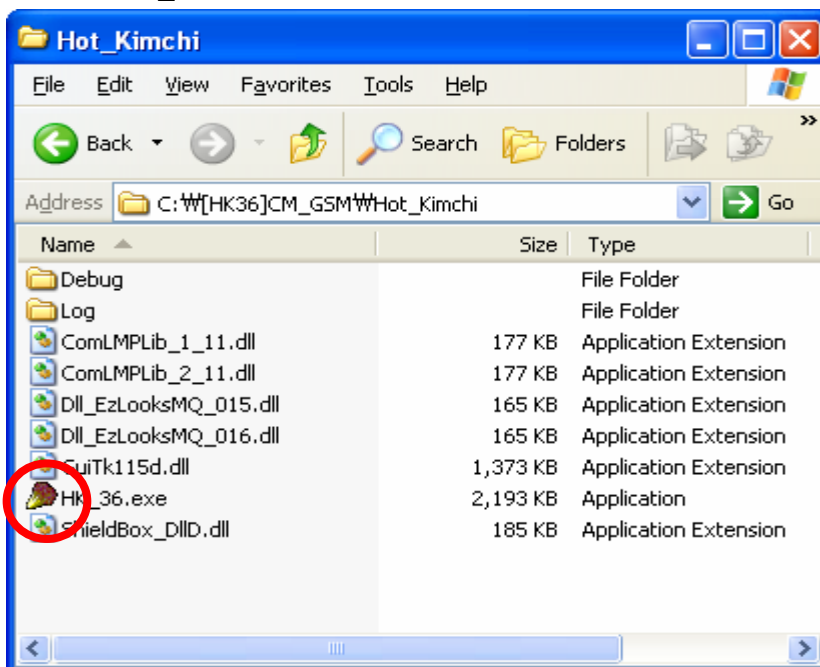 Hot_Kimchi
File Edit View Favorites Tools Help
Back Search Folders »
Address C:₩[HK36]CM_GSM₩Hot_Kimchi Go
Name Size Type
Debug File Folder
Log File Folder
ComLMPLib_1_11.dll 177 KB Application Extension
ComLMPLib_2_11.dll 177 KB Application Extension
Dll_EzLooksMQ_015.dll 165 KB Application Extension
Dll_EzLooksMQ_016.dll 165 KB Application Extension
GuiTk115d.dll 1,373 KB Application Extension
HK_36.exe 2,193 KB Application
ShieldBox_DllD.dll 185 KB Application Extension